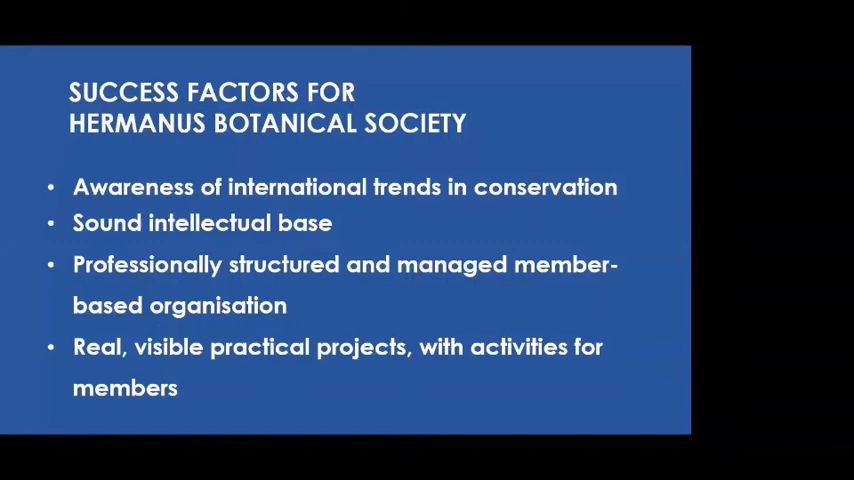 SUCCESS FACTORS FOR
HERMANUS BOTANICAL SOCIETY
• Awareness of international trends in conservation
• Sound intellectual base
• Professionally structured and managed member-
based organisation
• Real, visible practical projects, with activities for
members